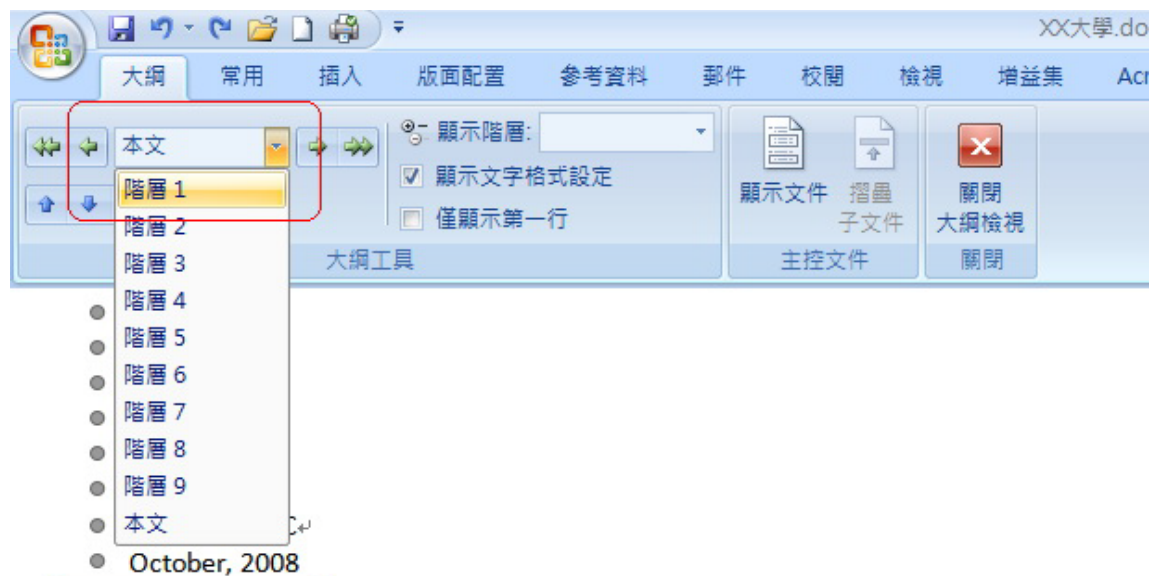 XX大學.do
大綱 常用 插入 版面配置 參考資料 郵件 校閱 檢視 增益集 Acr
本文
顯示階層:
顯示文字格式設定
僅顯示第一行
大綱工具
顯示文件
摺疊
子文件
主控文件
關閉
大綱檢視
關閉
階層 1
階層 2
階層 3
階層 4
階層 5
階層 6
階層 7
階層 8
階層 9
本文
October, 2008